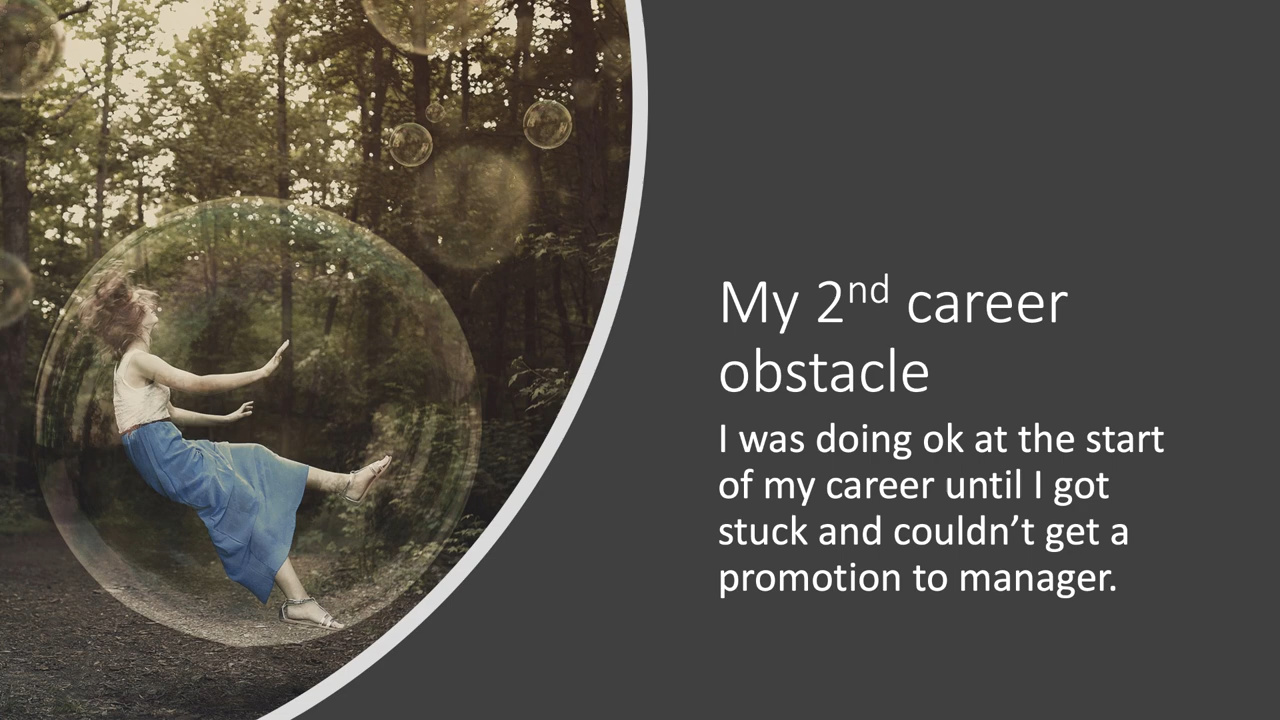 My 2nd career
obstacle
I was doing ok at the start
of my career until I got
stuck and couldn’t get a
promotion to manager.